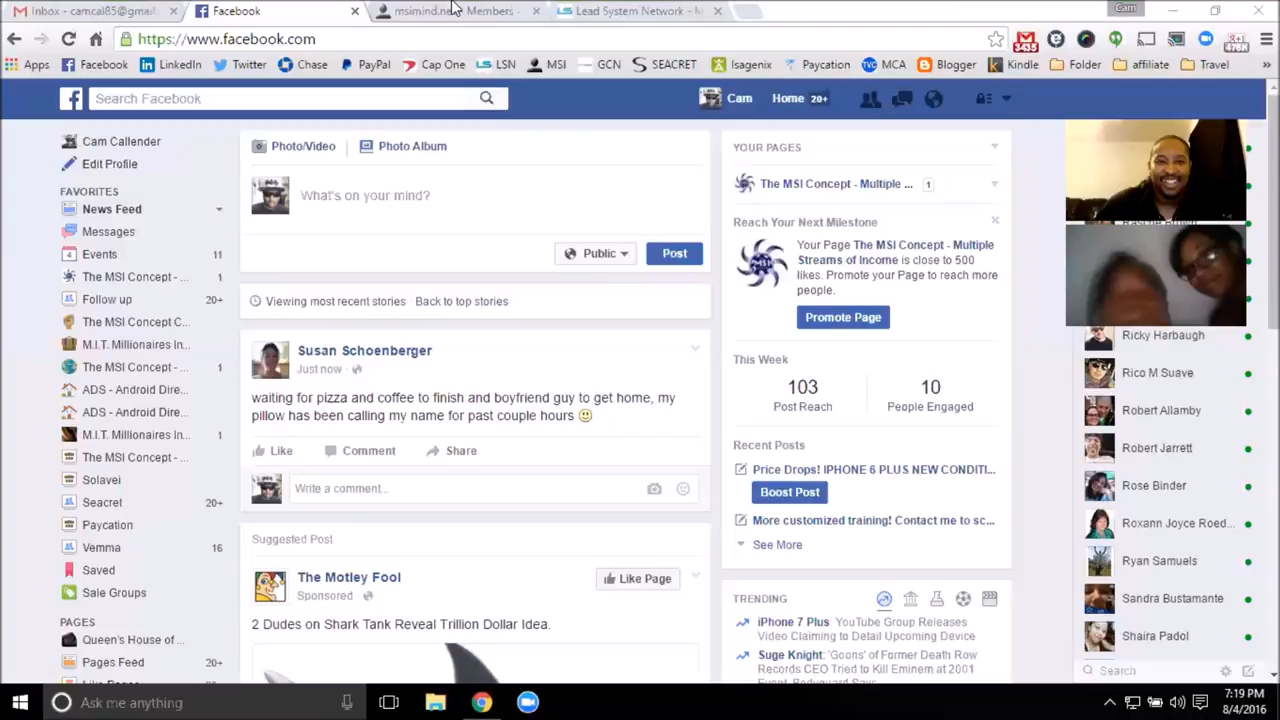 Inbox - camcal85@gmai
Facebook
msimind.ne
Members -
Lead System Network - M
Cam
https://www.facebook.com
3435
478K
Apps
Facebook
LinkedIn
Twitter
Chase
PayPal
Cap One
LSN
MSI
GCN
SEACRET
Isagenix
Paycation
MCA
Blogger
Kindle
Folder
affiliate
Travel
Search Facebook
Cam
Home 20+
Cam Callender
Edit Profile
FAVORITES
News Feed
Messages
Events 11
The MSI Concept - ... 1
Follow up 20+
The MSI Concept C...
M.I.T. Millionaires In...
The MSI Concept - ... 1
ADS - Android Dire...
ADS - Android Dire...
M.I.T. Millionaires In... 1
The MSI Concept - ...
Solavei
Seacret 20+
Paycation
Vemma 16
Saved
Sale Groups
PAGES
Queen's House of ...
Pages Feed 20+
Photo/Video
Photo Album
What's on your mind?
Public
Post
Viewing most recent stories · Back to top stories
Susan Schoenberger
Just now
waiting for pizza and coffee to finish and boyfriend guy to get home, my
pillow has been calling my name for past couple hours
Like
Comment
Share
Write a comment...
Suggested Post
The Motley Fool
Sponsored
Like Page
2 Dudes on Shark Tank Reveal Trillion Dollar Idea.
YOUR PAGES
The MSI Concept - Multiple ... 1
Reach Your Next Milestone
Your Page The MSI Concept - Multiple
Streams of Income is close to 500
likes. Promote your Page to reach more
people.
Promote Page
This Week
103
Post Reach
10
People Engaged
Recent Posts
Price Drops! IPHONE 6 PLUS NEW CONDITI...
Boost Post
More customized training! Contact me to sc...
See More
TRENDING
iPhone 7 Plus YouTube Group Releases
Video Claiming to Detail Upcoming Device
Suge Knight: 'Goons' of Former Death Row
Records CEO Tried to Kill Eminem at 2001
Ricky Harbaugh
Rico M Suave
Robert Allamby
Robert Jarrett
Rose Binder
Roxann Joyce Roed...
Ryan Samuels
Sandra Bustamante
Shaira Padol
Search
Ask me anything
7:19 PM
8/4/2016